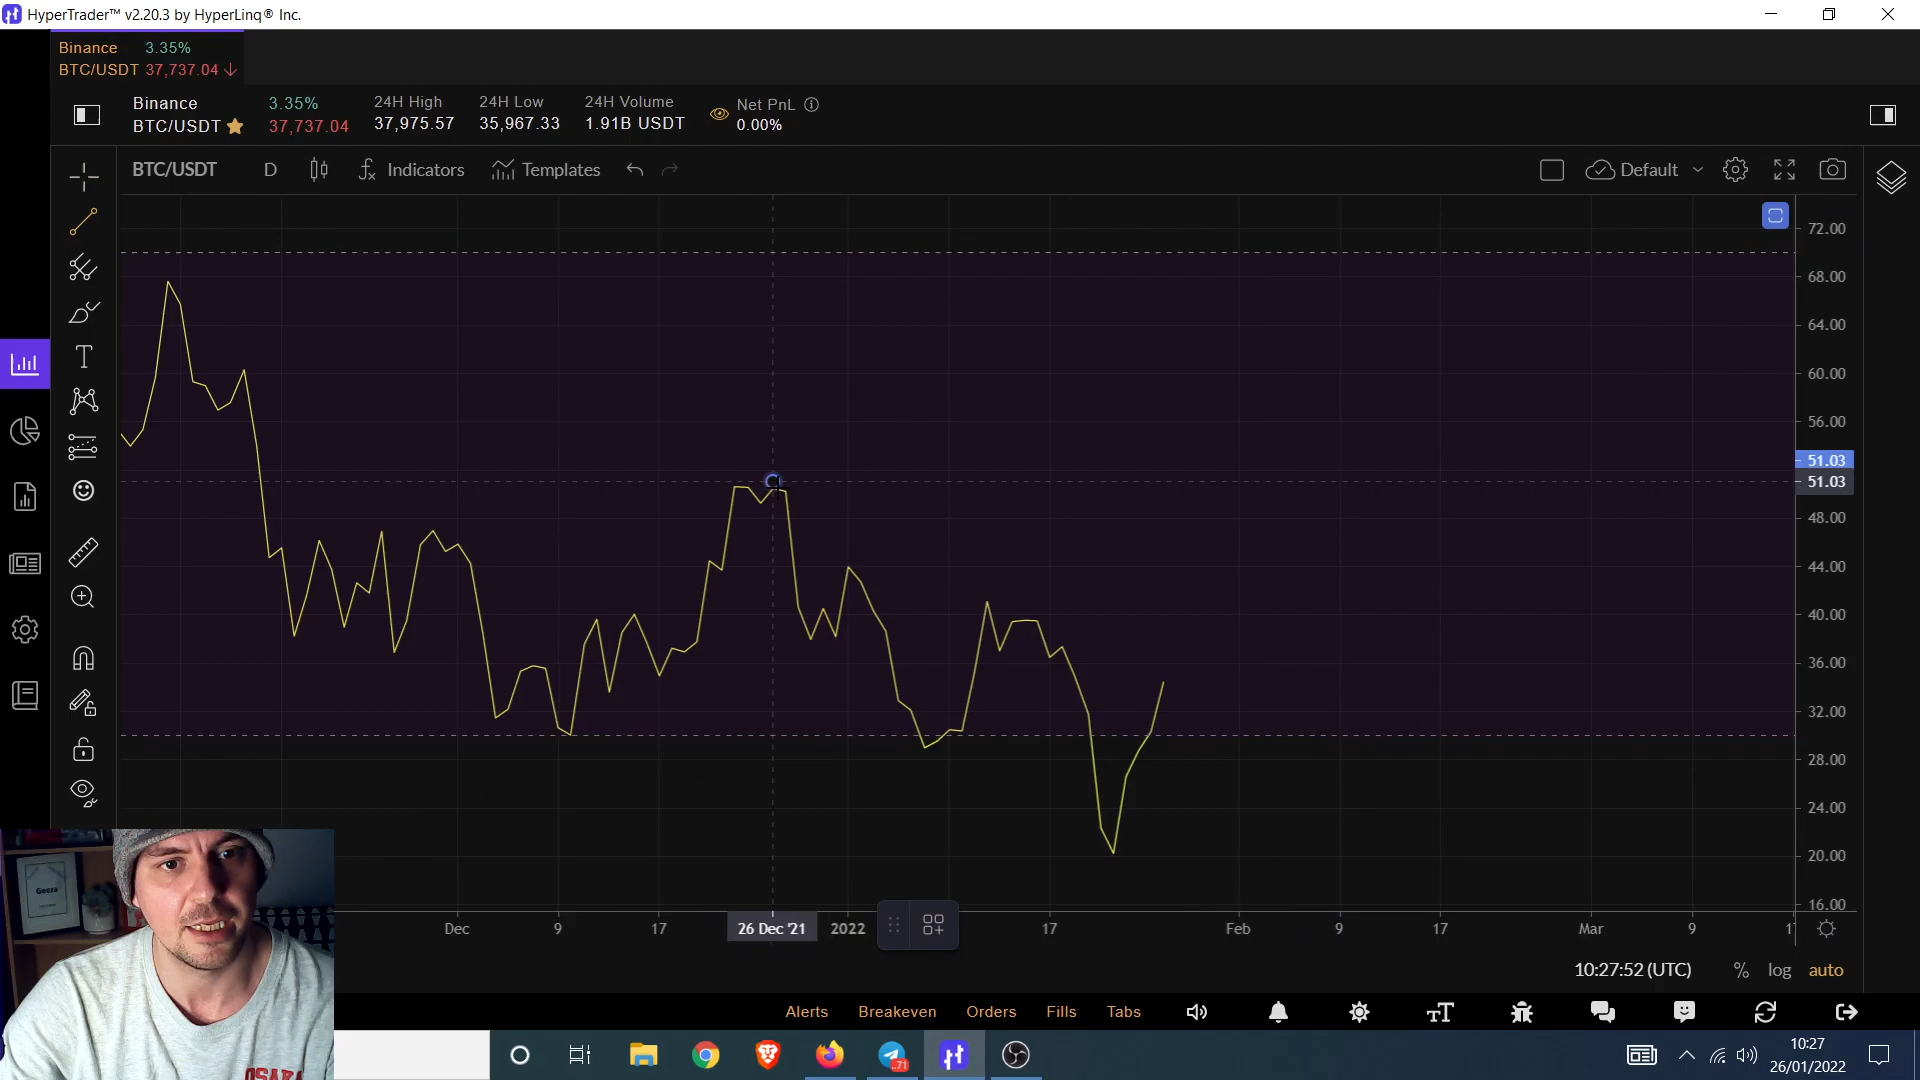 HyperTrader™ v2.20.3 by HyperLinq® Inc.
Binance 3.35%
BTC/USDT 37,737.04
Binance 3.35% 24H High 24H Low 24H Volume Net PnL
BTC/USDT 37,737.04 37,975.57 35,967.33 1.91B USDT 0.00%
BTC/USDT D Indicators Templates Default
72.00
68.00
64.00
60.00
56.00
51.03
51.03
48.00
44.00
40.00
36.00
32.00
28.00
24.00
20.00
16.00
Dec 9 17 26 Dec '21 2022 17 Feb 9 17 Mar 9
10:27:52 (UTC) % log auto
Alerts Breakeven Orders Fills Tabs
Geeza
OSAKA
71
10:27
26/01/2022